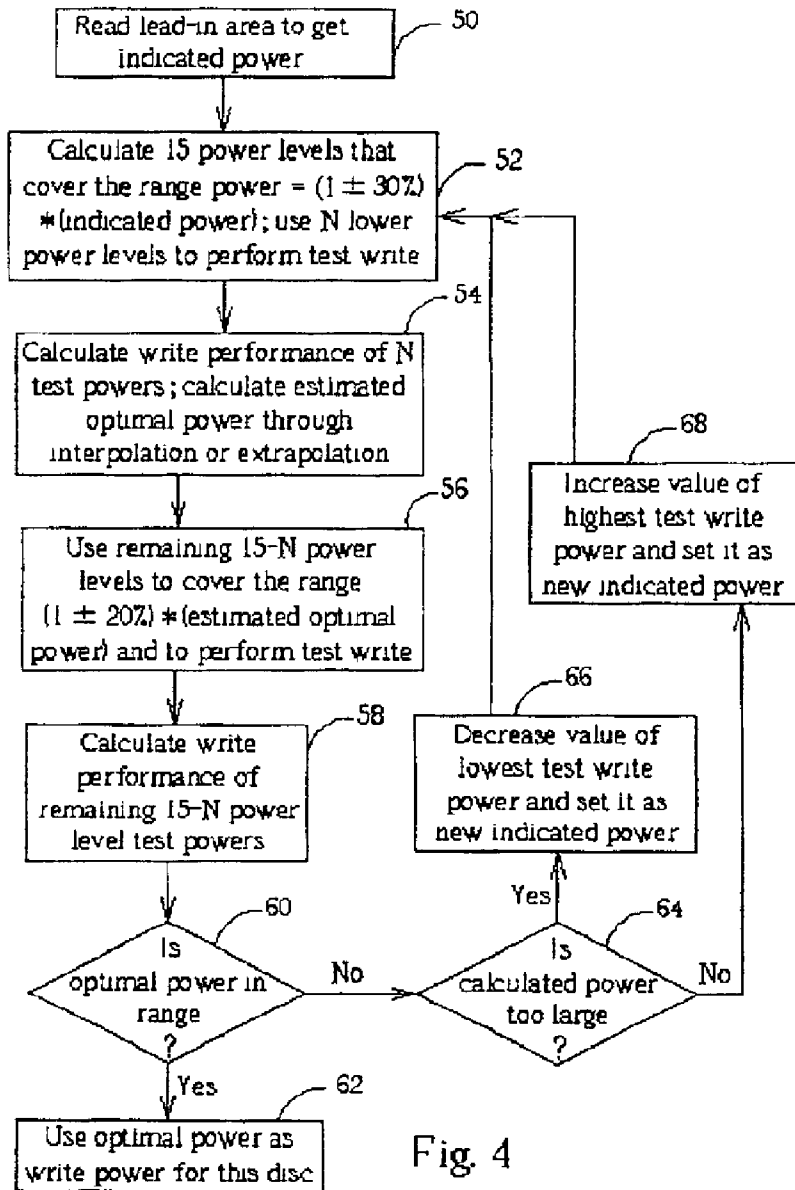 Read lead-in area to get
indicated power
50
Calculate 15 power levels that
cover the range power = (1 ± 30%)
*(indicated power); use N lower
power levels to perform test write
52
Calculate write performance of N
test powers; calculate estimated
optimal power through
interpolation or extrapolation
54
Use remaining 15-N power
levels to cover the range
(1 ± 20%) *(estimated optimal
power) and to perform test write
56
Calculate write
performance of
remaining 15-N power
level test powers
58
Is
optimal power in
range
?
60
No
Yes
Use optimal power as
write power for this disc
62
Is
calculated power
too large
?
64
Yes
No
Decrease value of
lowest test write
power and set it as
new indicated power
66
Increase value of
highest test write
power and set it as
new indicated power
68
Fig. 4